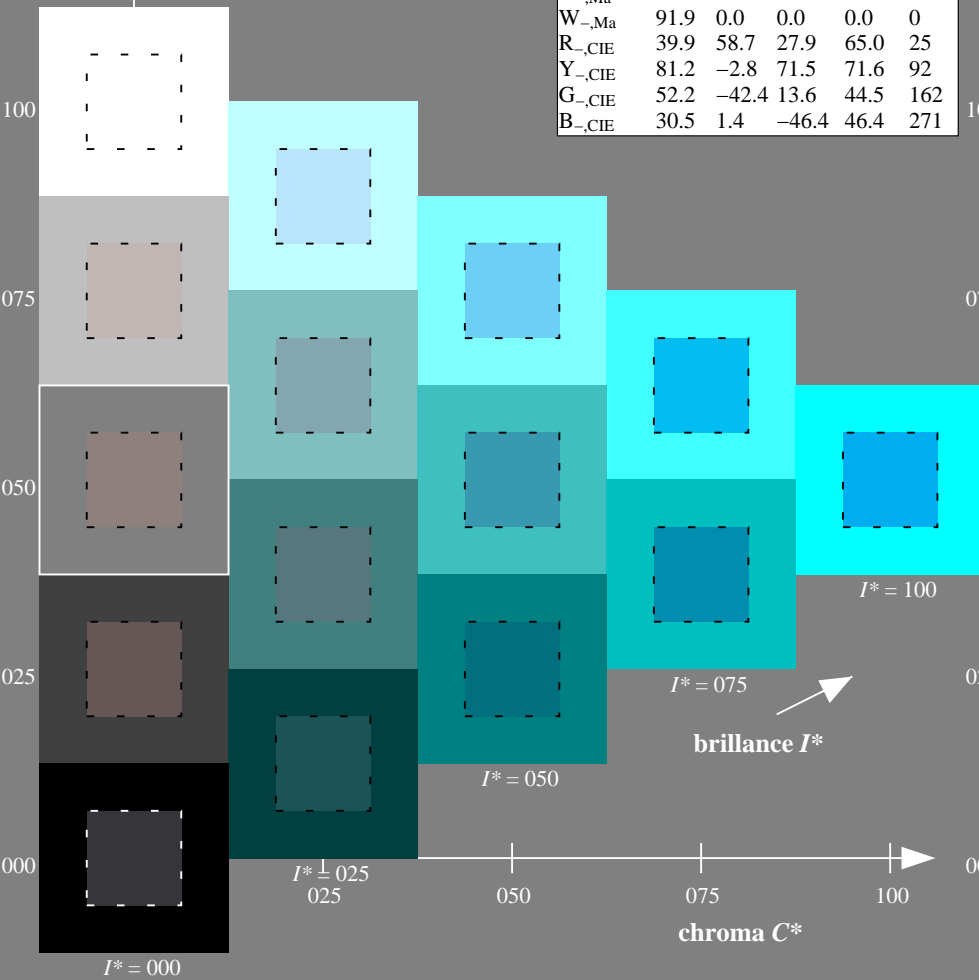 W–,Ma 91.9 0.0 0.0 0.0 0
R–,CIE 39.9 58.7 27.9 65.0 25
Y–,CIE 81.2 –2.8 71.5 71.6 92
G–,CIE 52.2 –42.4 13.6 44.5 162
B–,CIE 30.5 1.4 –46.4 46.4 271
100
075
050
I* = 100
025
I* = 075
brillance I*
I* = 050
000
I* = 025
025 050 075 100
chroma C*
I* = 000